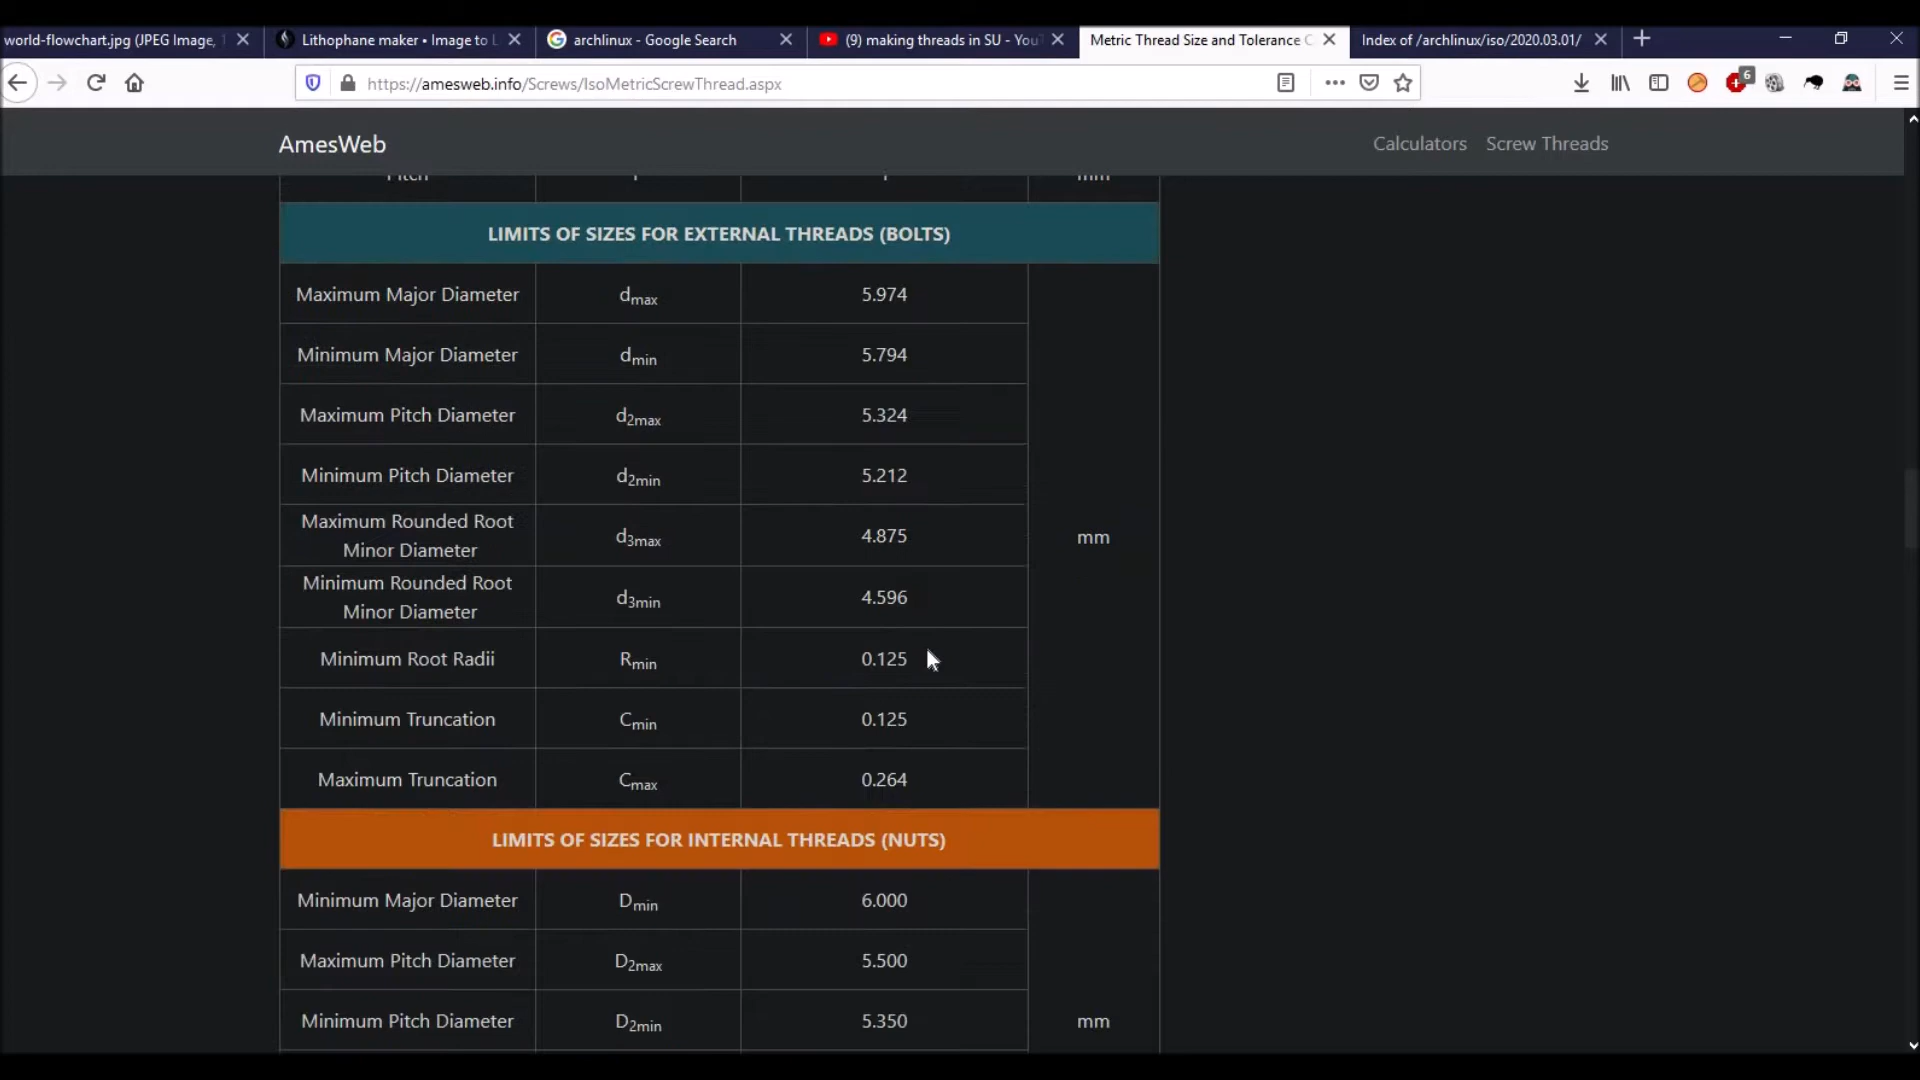 world-flowchart.jpg (JPEG Image,
Lithophane maker • Image to L
archlinux - Google Search
(9) making threads in SU - You
Metric Thread Size and Tolerance C
Index of /archlinux/iso/2020.03.01/
https://amesweb.info/Screws/IsoMetricScrewThread.aspx
6
AmesWeb
Calculators
Screw Threads
Pitch
mm
LIMITS OF SIZES FOR EXTERNAL THREADS (BOLTS)
Maximum Major Diameter dmax 5.974
Minimum Major Diameter dmin 5.794
Maximum Pitch Diameter d2max 5.324
Minimum Pitch Diameter d2min 5.212
Maximum Rounded Root
Minor Diameter d3max 4.875 mm
Minimum Rounded Root
Minor Diameter d3min 4.596
Minimum Root Radii Rmin 0.125
Minimum Truncation Cmin 0.125
Maximum Truncation Cmax 0.264
LIMITS OF SIZES FOR INTERNAL THREADS (NUTS)
Minimum Major Diameter Dmin 6.000
Maximum Pitch Diameter D2max 5.500
Minimum Pitch Diameter D2min 5.350 mm